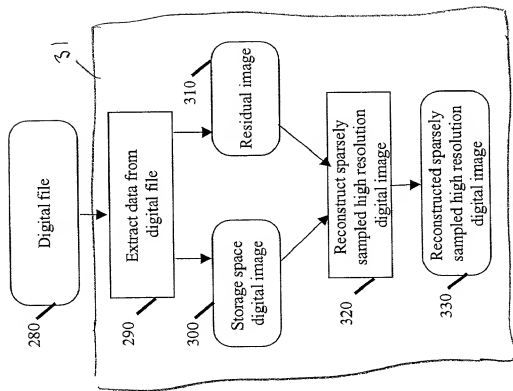 31
280
Digital file
290
Extract data from
digital file
300
Storage space
digital image
310
Residual image
320
Reconstruct sparsely
sampled high resolution
digital image
330
Reconstructed sparsely
sampled high resolution
digital image